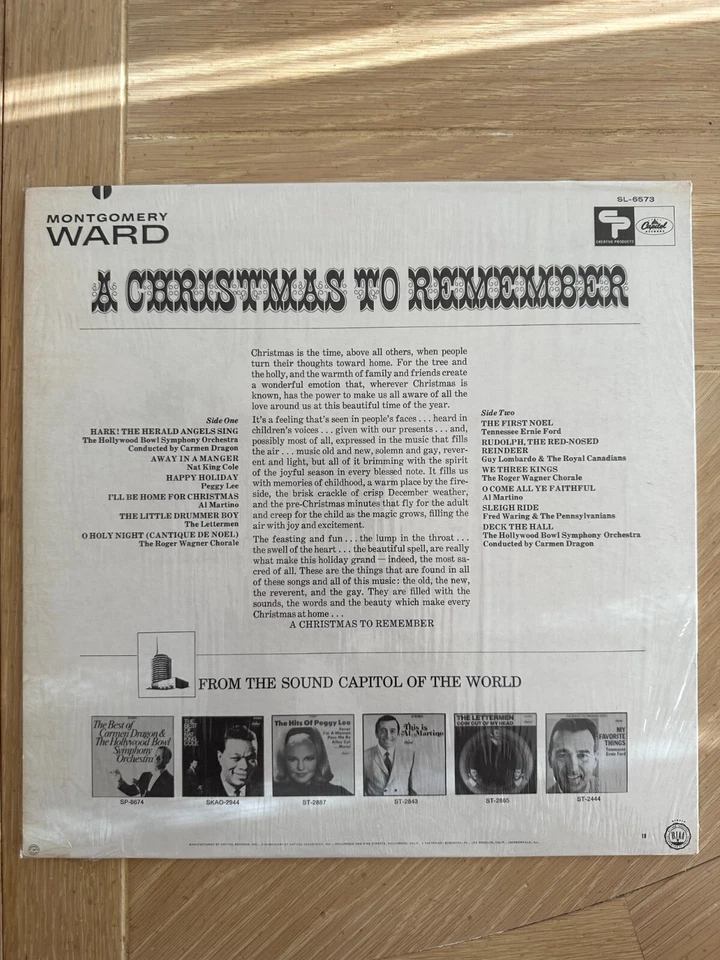 MONTGOMERY
WARD
SL-6573
CP
CREATIVE PRODUCTS
Capitol
RECORDS
A CHRISTMAS TO REMEMBER
Christmas is the time, above all others, when people
turn their thoughts toward home. For the tree and
the holly, and the warmth of family and friends create
a wonderful emotion that, wherever Christmas is
known, has the power to make us all aware of all the
love around us at this beautiful time of the year.
Side One
HARK! THE HERALD ANGELS SING
The Hollywood Bowl Symphony Orchestra
Conducted by Carmen Dragon
AWAY IN A MANGER
Nat King Cole
HAPPY HOLIDAY
Peggy Lee
I'LL BE HOME FOR CHRISTMAS
Al Martino
THE LITTLE DRUMMER BOY
The Lettermen
O HOLY NIGHT (CANTIQUE DE NOEL)
The Roger Wagner Chorale
It's a feeling that's seen in people's faces . . . heard in
children's voices . . . given with our presents . . . and,
possibly most of all, expressed in the music that fills
the air . . . music old and new, solemn and gay, rever-
ent and light, but all of it brimming with the spirit
of the joyful season in every blessed note. It fills us
with memories of childhood, a warm place by the fire-
side, the brisk crackle of crisp December weather,
and the pre-Christmas minutes that fly for the adult
and creep for the child as the magic grows, filling the
air with joy and excitement.
The feasting and fun . . . the lump in the throat . . .
the swell of the heart . . . the beautiful spell, are really
what make this holiday grand — indeed, the most sa-
cred of all. These are the things that are found in all
of these songs and all of this music: the old, the new,
the reverent, and the gay. They are filled with the
sounds, the words and the beauty which make every
Christmas at home . . .
A CHRISTMAS TO REMEMBER
Side Two
THE FIRST NOEL
Tennessee Ernie Ford
RUDOLPH, THE RED-NOSED
REINDEER
Guy Lombardo & The Royal Canadians
WE THREE KINGS
The Roger Wagner Chorale
O COME ALL YE FAITHFUL
Al Martino
SLEIGH RIDE
Fred Waring & The Pennsylvanians
DECK THE HALL
The Hollywood Bowl Symphony Orchestra
Conducted by Carmen Dragon
FROM THE SOUND CAPITOL OF THE WORLD
The Best of
Carmen Dragon &
The Hollywood Bowl
Symphony
Orchestra
SP-8674
SKAO-2944
The Hits Of Peggy Lee
ST-2887
This is
Al Martino
ST-2843
THE LETTERMEN
GOIN' OUT OF MY HEAD
ST-2865
MY
FAVORITE
THINGS
Tennessee
Ernie Ford
ST-2444
18